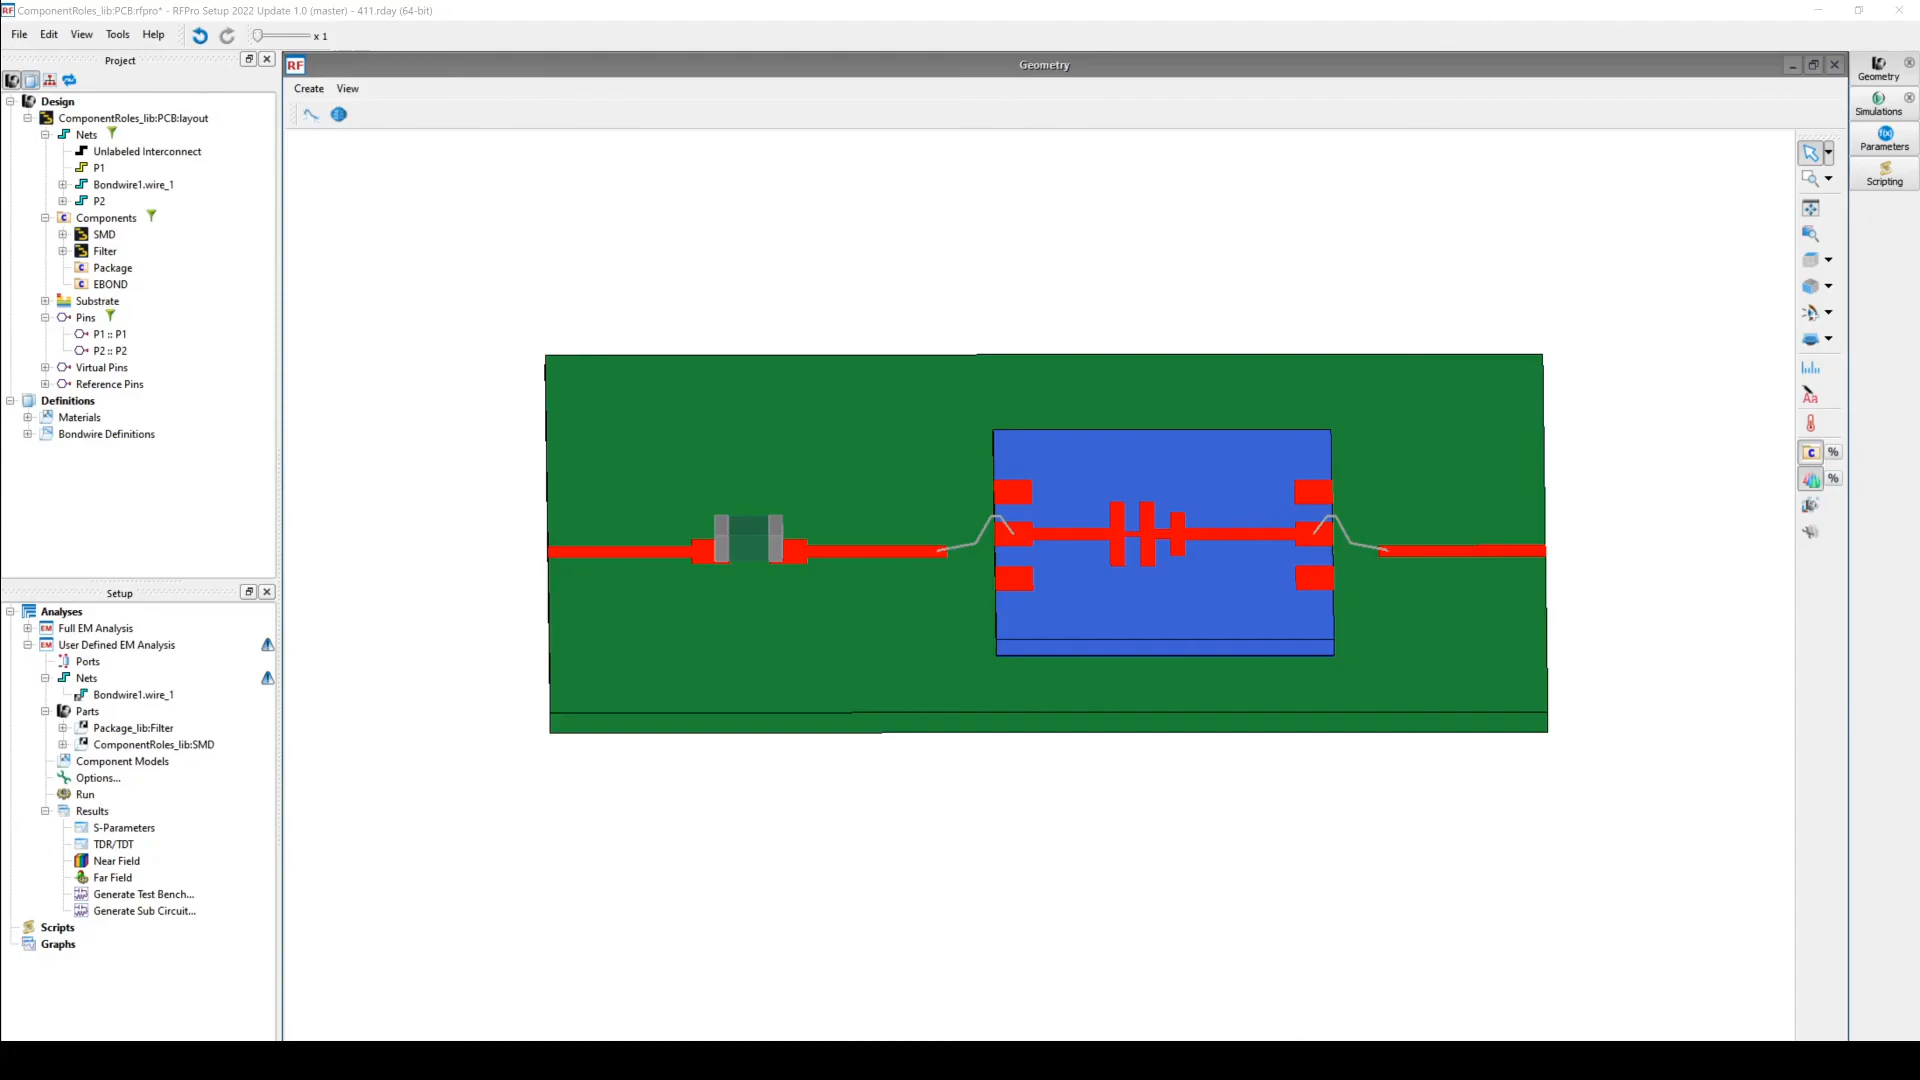 RF ComponentRoles_lib:PCB:rfpro* - RFPro Setup 2022 Update 1.0 (master) - 411.rday (64-bit)
File Edit View Tools Help x 1
Project
Design
ComponentRoles_lib:PCB:layout
Nets
Unlabeled Interconnect
P1
Bondwire1.wire_1
P2
Components
SMD
Filter
Package
EBOND
Substrate
Pins
P1 :: P1
P2 :: P2
Virtual Pins
Reference Pins
Definitions
Materials
Bondwire Definitions
Setup
Analyses
EM Full EM Analysis
EM User Defined EM Analysis
Ports
Nets
Bondwire1.wire_1
Parts
Package_lib:Filter
ComponentRoles_lib:SMD
Component Models
Options...
Run
Results
S-Parameters
TDR/TDT
Near Field
Far Field
Generate Test Bench...
Generate Sub Circuit...
Scripts
Graphs
RF Geometry
Create View
Aa
C %
%
Geometry
Simulations
f(x)
Parameters
Scripting